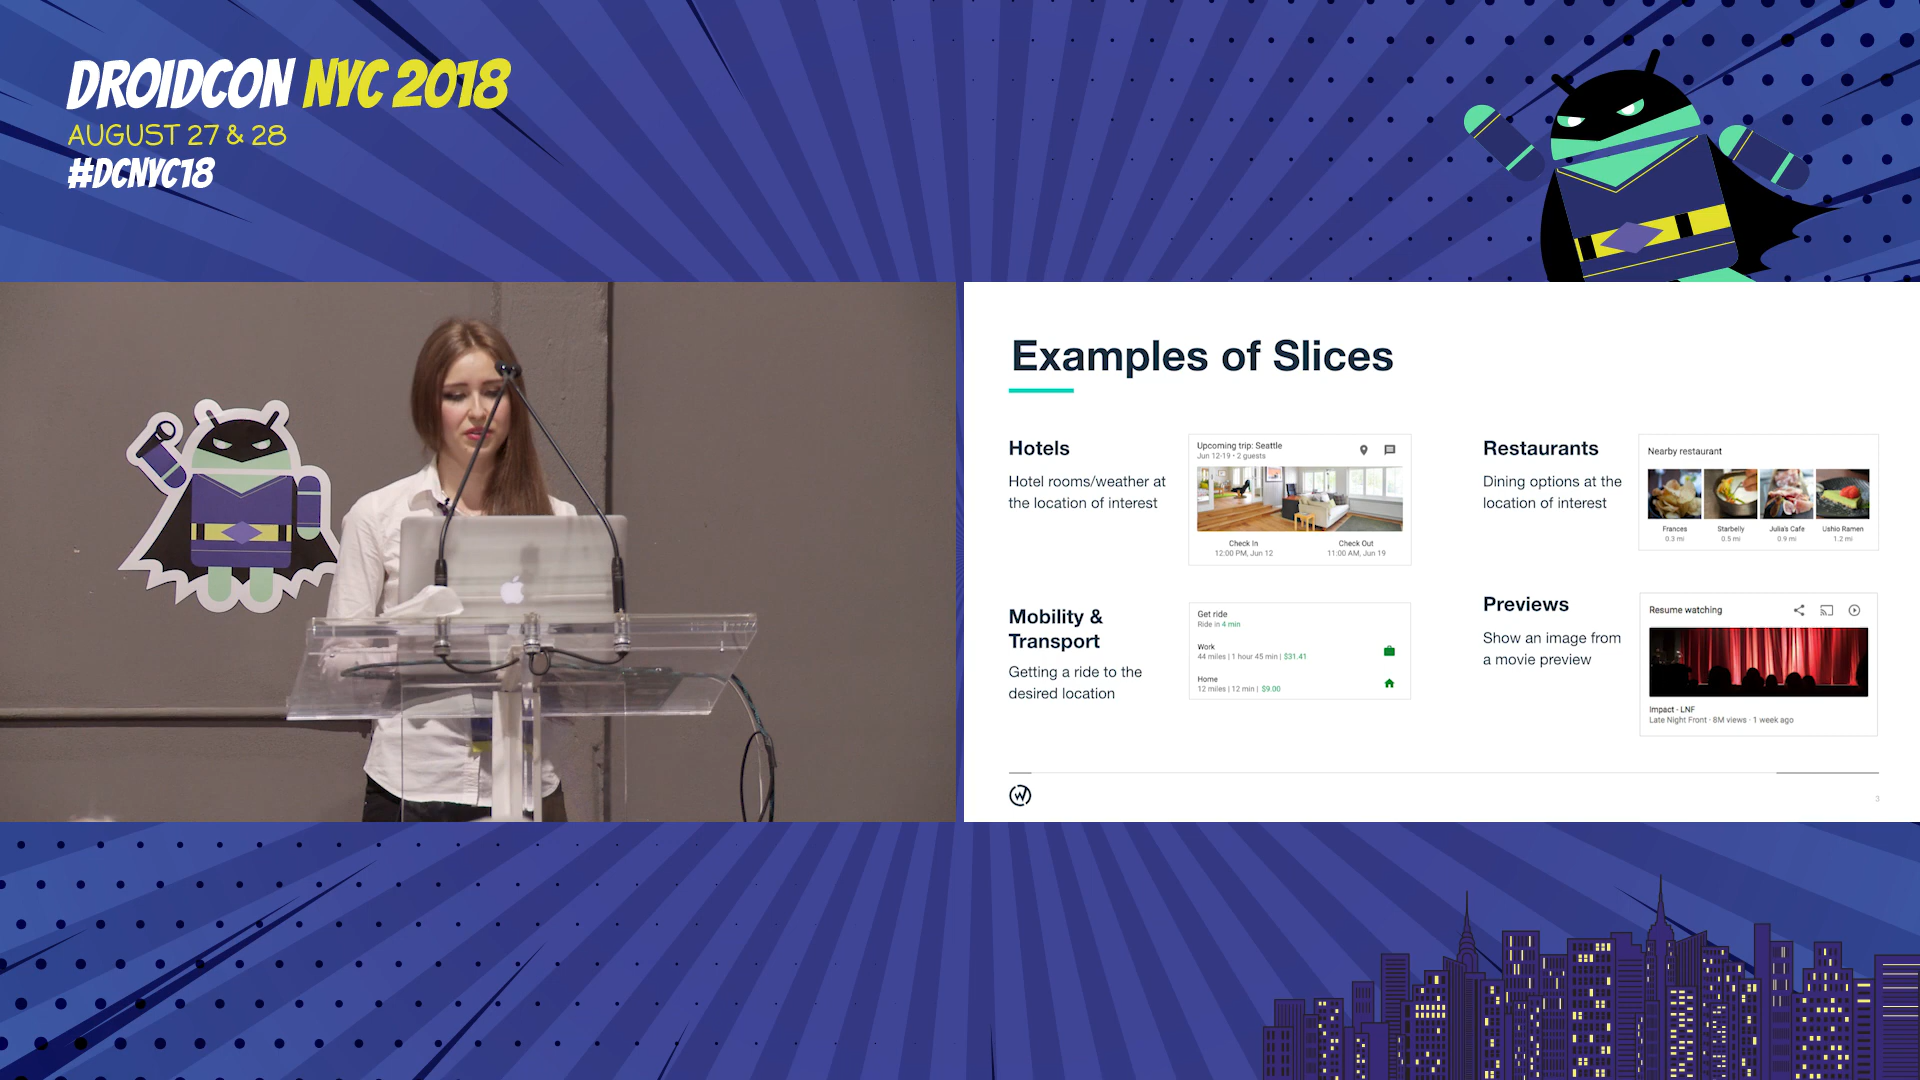 DROIDCON NYC 2018
AUGUST 27 & 28
#DCNYC18
Examples of Slices
Hotels
Hotel rooms/weather at
the location of interest
Upcoming trip: Seattle
Jun 12-19 • 2 guests
Check In
12:00 PM, Jun 12
Check Out
11:00 AM, Jun 19
Mobility &
Transport
Getting a ride to the
desired location
Get ride
Ride in 4 min
Work
44 miles | 1 hour 45 min | $31.41
Home
12 miles | 12 min | $9.00
Restaurants
Dining options at the
location of interest
Nearby restaurant
Frances
0.3 mi
Starbelly
0.5 mi
Julia's Cafe
0.9 mi
Ushio Ramen
1.2 mi
Previews
Show an image from
a movie preview
Resume watching
Impact · LNF
Late Night Front · 8M views · 1 week ago
3